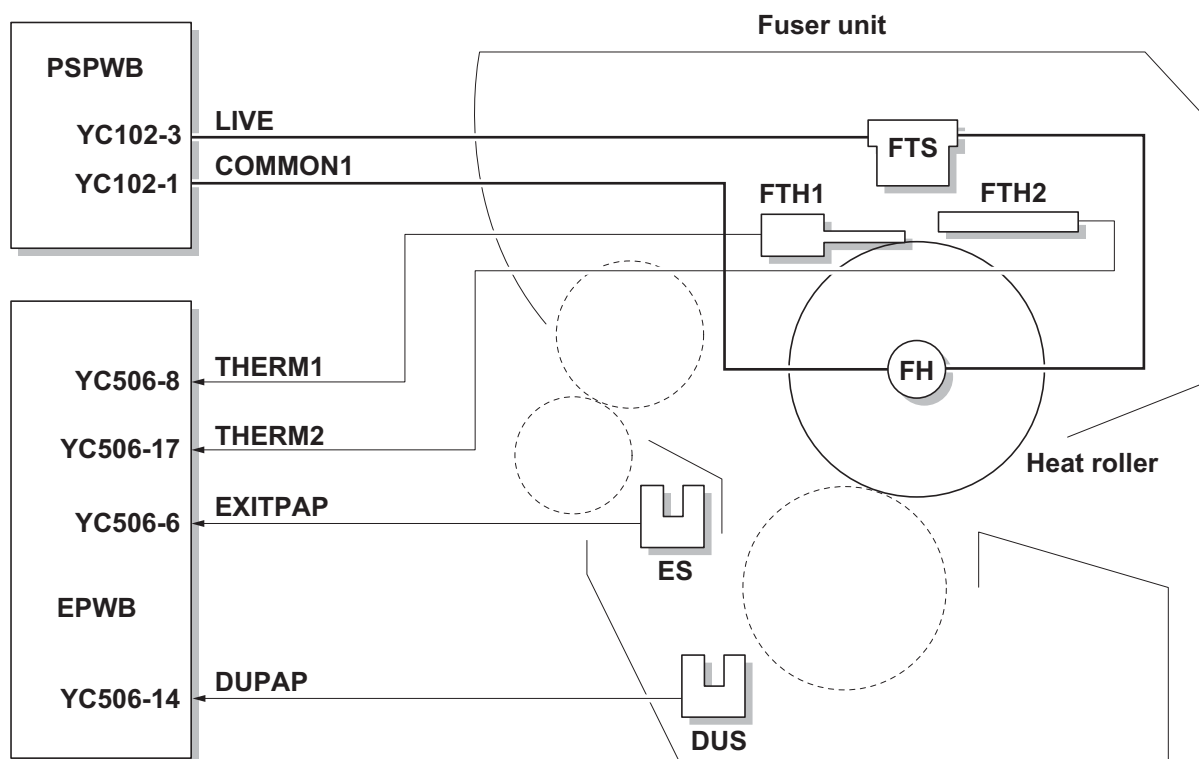 Fuser unit
PSPWB
YC102-3
LIVE
FTS
YC102-1
COMMON1
FTH1
FTH2
FH
YC506-8
THERM1
YC506-17
THERM2
Heat roller
YC506-6
EXITPAP
ES
EPWB
YC506-14
DUPAP
DUS